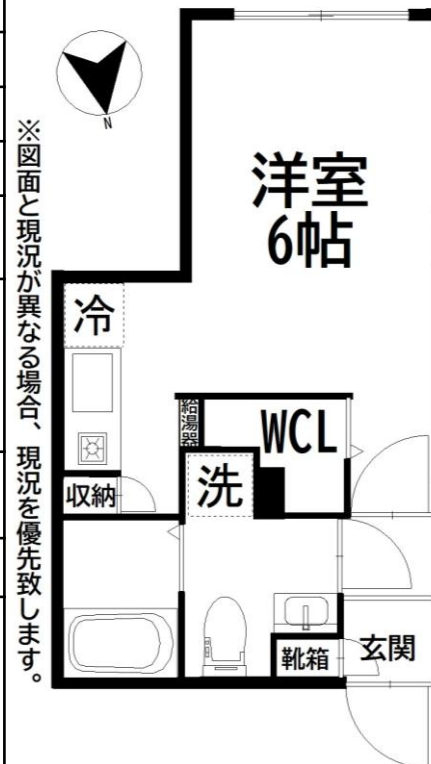 ※図面と現況が異なる場合、現況を優先致します。
N
洋室
6帖
冷
給湯器
WCL
収納
洗
靴箱
玄関